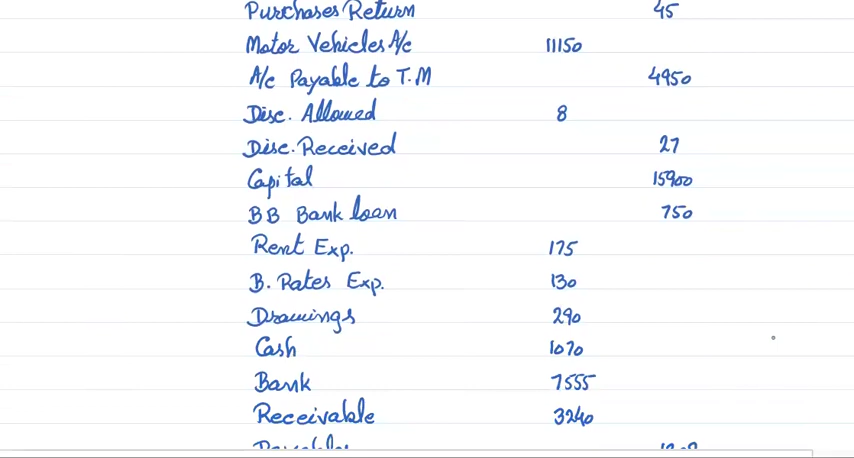 Purchases Return 45
Motor Vehicles A/c 11150
A/c Payable to T.M 4950
Disc. Allowed 8
Disc. Received 27
Capital 15900
BB Bank loan 750
Rent Exp. 175
B. Rates Exp. 130
Drawings 290
Cash 1070
Bank 7555
Receivable 3240